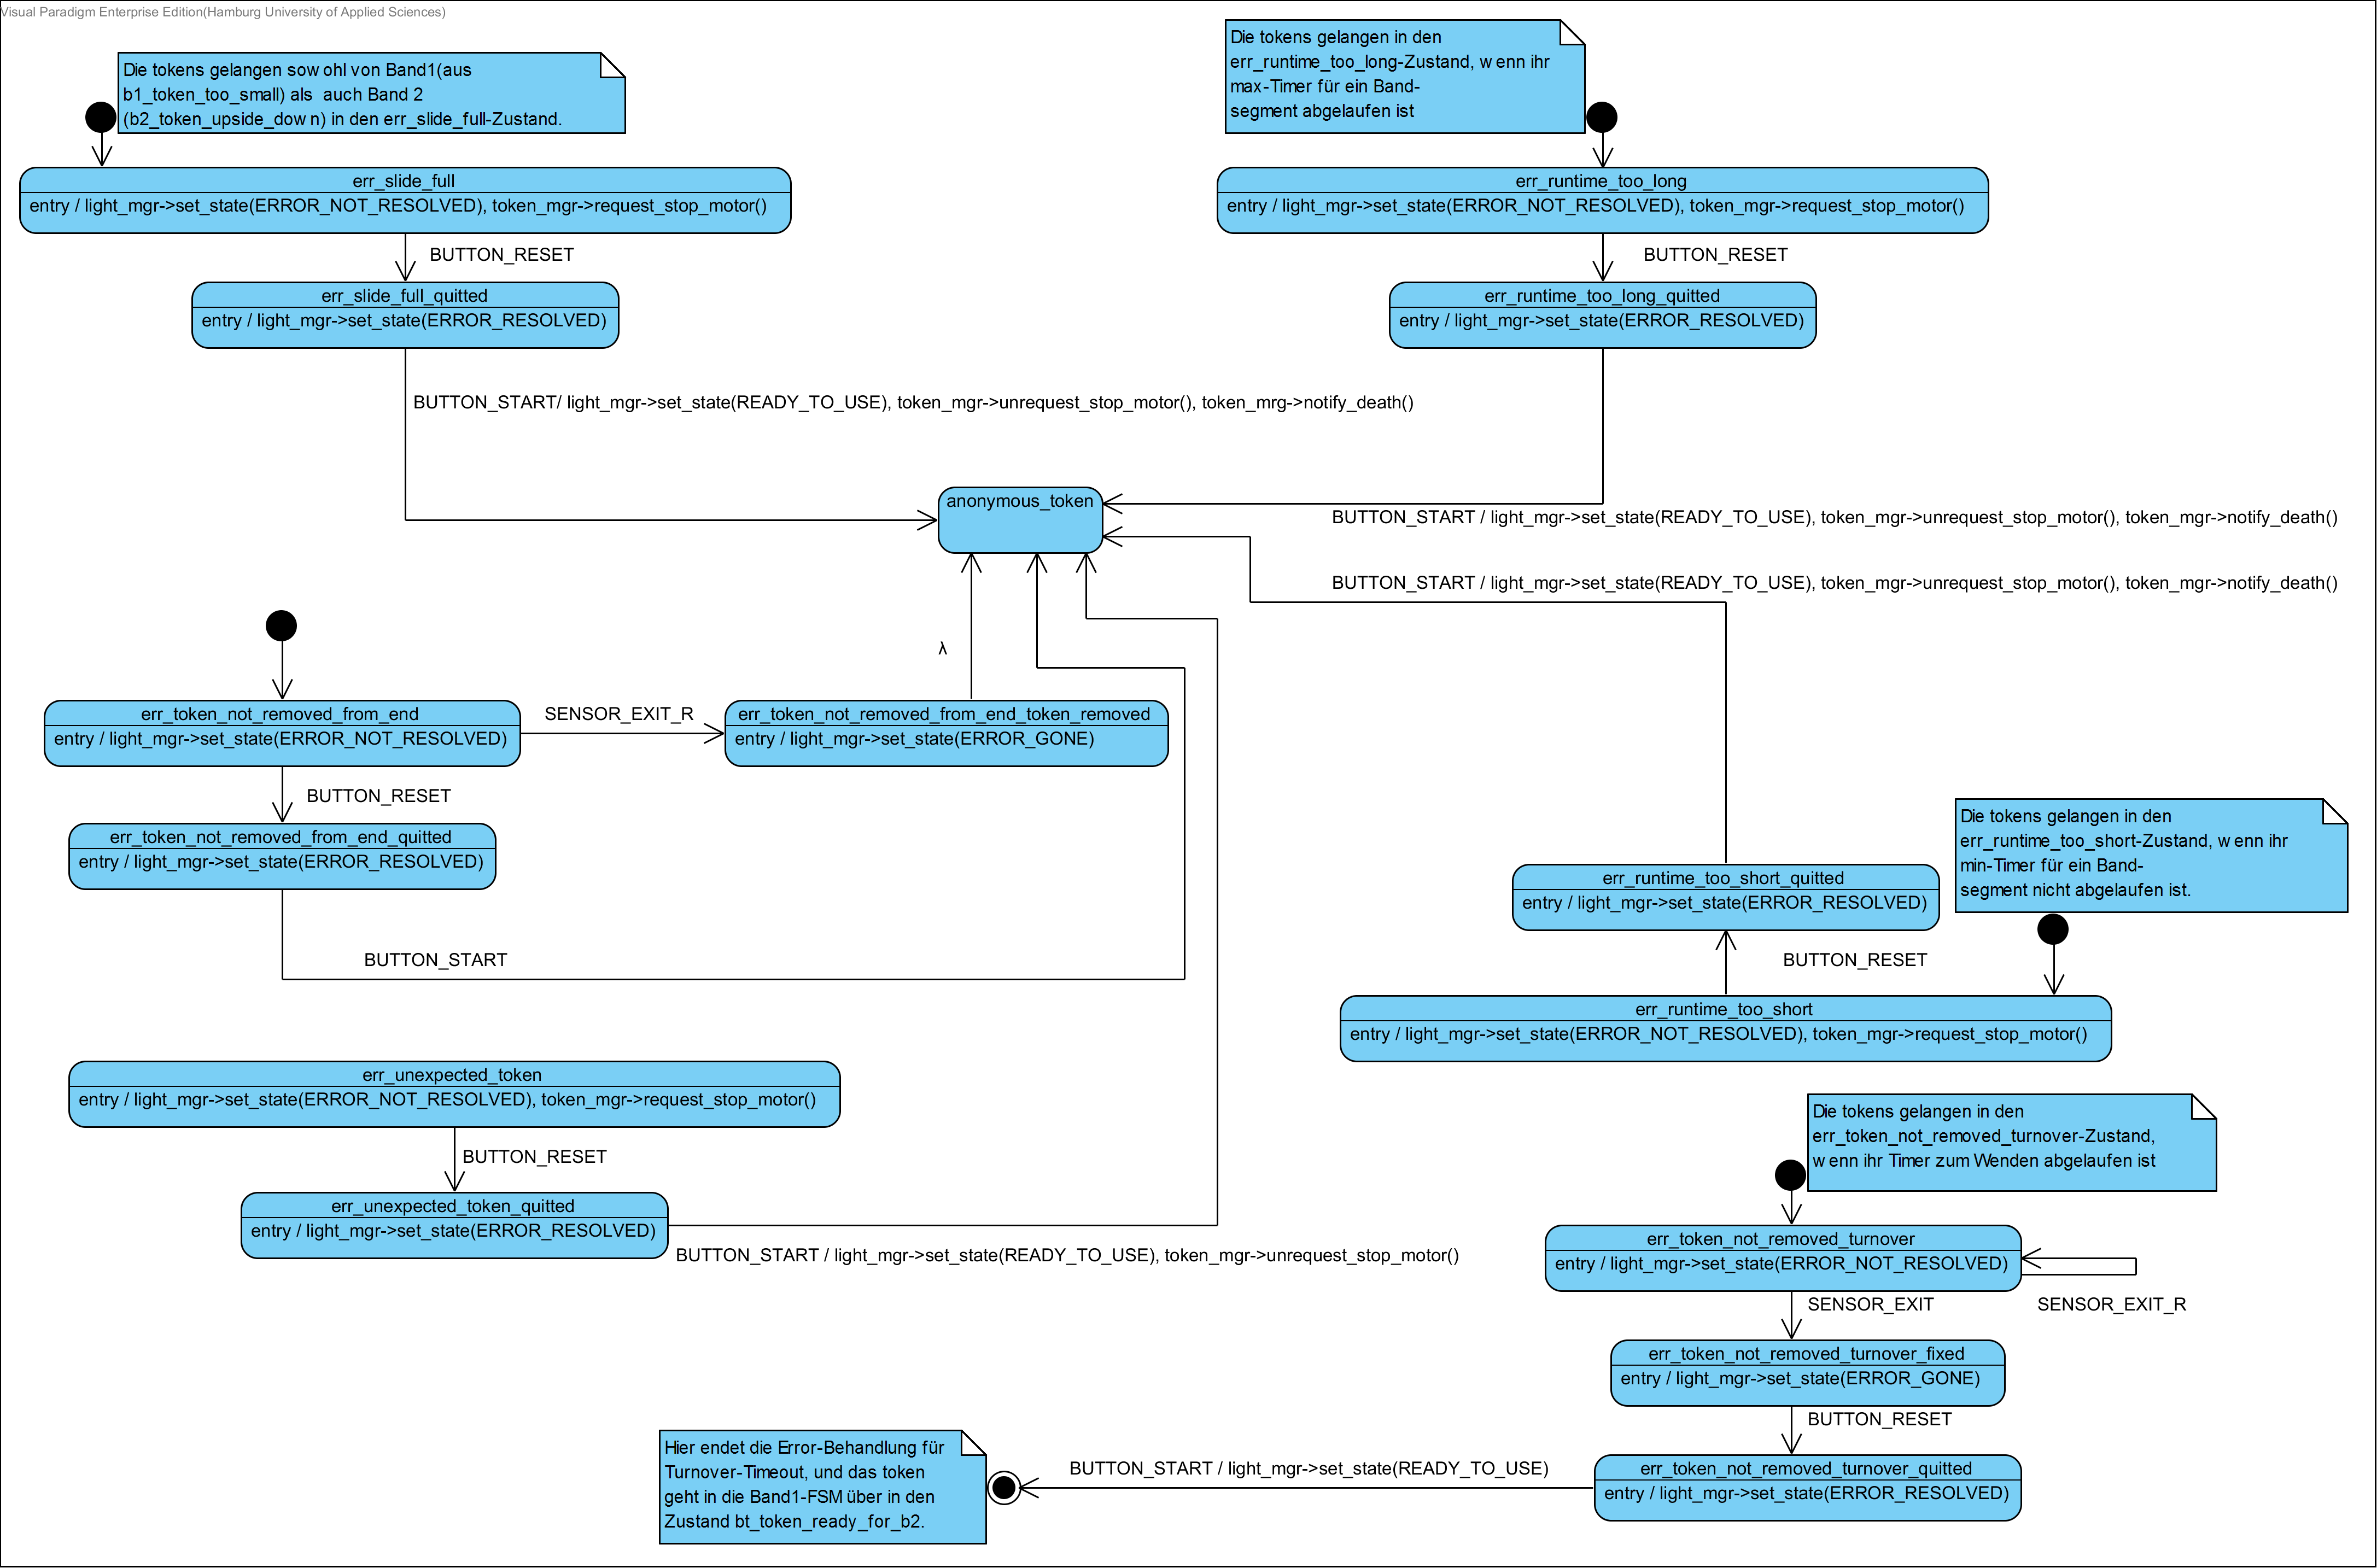 Visual Paradigm Enterprise Edition(Hamburg University of Applied Sciences)
Die tokens gelangen sowohl von Band1(aus
b1_token_too_small) als auch Band 2
(b2_token_upside_down) in den err_slide_full-Zustand.
Die tokens gelangen in den
err_runtime_too_long-Zustand, wenn ihr
max-Timer für ein Band-
segment abgelaufen ist
err_slide_full
entry / light_mgr->set_state(ERROR_NOT_RESOLVED), token_mgr->request_stop_motor()
err_runtime_too_long
entry / light_mgr->set_state(ERROR_NOT_RESOLVED), token_mgr->request_stop_motor()
BUTTON_RESET
BUTTON_RESET
err_slide_full_quitted
entry / light_mgr->set_state(ERROR_RESOLVED)
err_runtime_too_long_quitted
entry / light_mgr->set_state(ERROR_RESOLVED)
BUTTON_START/ light_mgr->set_state(READY_TO_USE), token_mgr->unrequest_stop_motor(), token_mrg->notify_death()
anonymous_token
BUTTON_START / light_mgr->set_state(READY_TO_USE), token_mgr->unrequest_stop_motor(), token_mgr->notify_death()
BUTTON_START / light_mgr->set_state(READY_TO_USE), token_mgr->unrequest_stop_motor(), token_mgr->notify_death()
λ
err_token_not_removed_from_end
entry / light_mgr->set_state(ERROR_NOT_RESOLVED)
SENSOR_EXIT_R
err_token_not_removed_from_end_token_removed
entry / light_mgr->set_state(ERROR_GONE)
BUTTON_RESET
err_token_not_removed_from_end_quitted
entry / light_mgr->set_state(ERROR_RESOLVED)
BUTTON_START
Die tokens gelangen in den
err_runtime_too_short-Zustand, wenn ihr
min-Timer für ein Band-
segment nicht abgelaufen ist.
err_runtime_too_short_quitted
entry / light_mgr->set_state(ERROR_RESOLVED)
BUTTON_RESET
err_runtime_too_short
entry / light_mgr->set_state(ERROR_NOT_RESOLVED), token_mgr->request_stop_motor()
err_unexpected_token
entry / light_mgr->set_state(ERROR_NOT_RESOLVED), token_mgr->request_stop_motor()
BUTTON_RESET
err_unexpected_token_quitted
entry / light_mgr->set_state(ERROR_RESOLVED)
BUTTON_START / light_mgr->set_state(READY_TO_USE), token_mgr->unrequest_stop_motor()
Die tokens gelangen in den
err_token_not_removed_turnover-Zustand,
wenn ihr Timer zum Wenden abgelaufen ist
err_token_not_removed_turnover
entry / light_mgr->set_state(ERROR_NOT_RESOLVED)
SENSOR_EXIT
SENSOR_EXIT_R
err_token_not_removed_turnover_fixed
entry / light_mgr->set_state(ERROR_GONE)
BUTTON_RESET
err_token_not_removed_turnover_quitted
entry / light_mgr->set_state(ERROR_RESOLVED)
BUTTON_START / light_mgr->set_state(READY_TO_USE)
Hier endet die Error-Behandlung für
Turnover-Timeout, und das token
geht in die Band1-FSM über in den
Zustand bt_token_ready_for_b2.